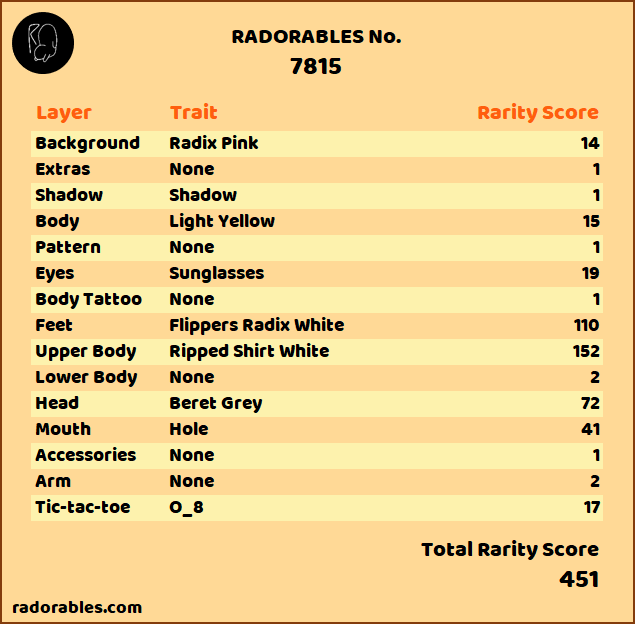 RADORABLES No.
7815
Layer Trait Rarity Score
Background Radix Pink 14
Extras None 1
Shadow Shadow 1
Body Light Yellow 15
Pattern None 1
Eyes Sunglasses 19
Body Tattoo None 1
Feet Flippers Radix White 110
Upper Body Ripped Shirt White 152
Lower Body None 2
Head Beret Grey 72
Mouth Hole 41
Accessories None 1
Arm None 2
Tic-tac-toe O_8 17
Total Rarity Score
451
radorables.com